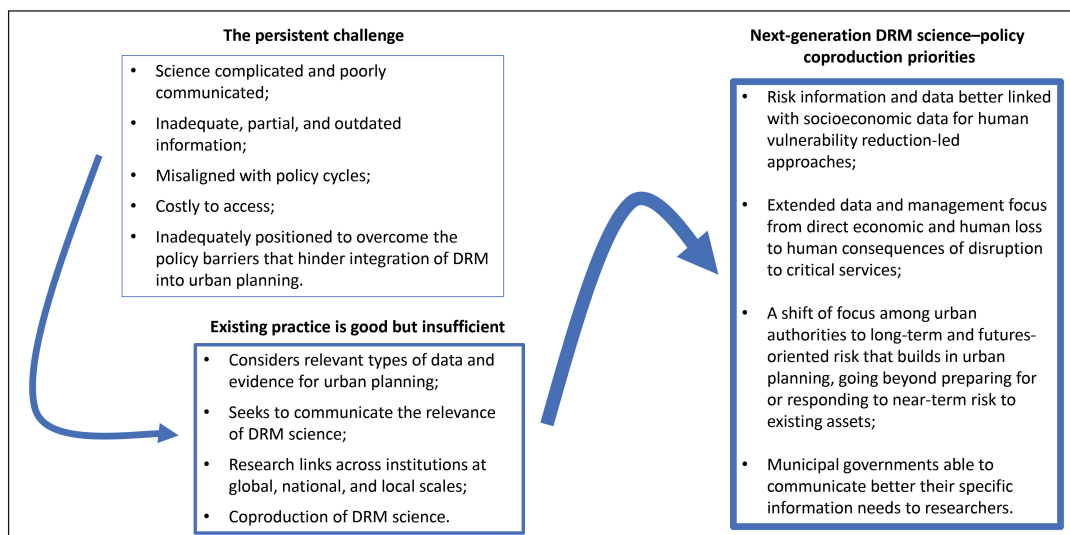 The persistent challenge
• Science complicated and poorly
communicated;
• Inadequate, partial, and outdated
information;
• Misaligned with policy cycles;
• Costly to access;
• Inadequately positioned to overcome the
policy barriers that hinder integration of DRM
into urban planning.
Existing practice is good but insufficient
• Considers relevant types of data and
evidence for urban planning;
• Seeks to communicate the relevance
of DRM science;
• Research links across institutions at
global, national, and local scales;
• Coproduction of DRM science.
Next-generation DRM science–policy
coproduction priorities
• Risk information and data better linked
with socioeconomic data for human
vulnerability reduction-led
approaches;
• Extended data and management focus
from direct economic and human loss
to human consequences of disruption
to critical services;
• A shift of focus among urban
authorities to long-term and futures-
oriented risk that builds in urban
planning, going beyond preparing for
or responding to near-term risk to
existing assets;
• Municipal governments able to
communicate better their specific
information needs to researchers.